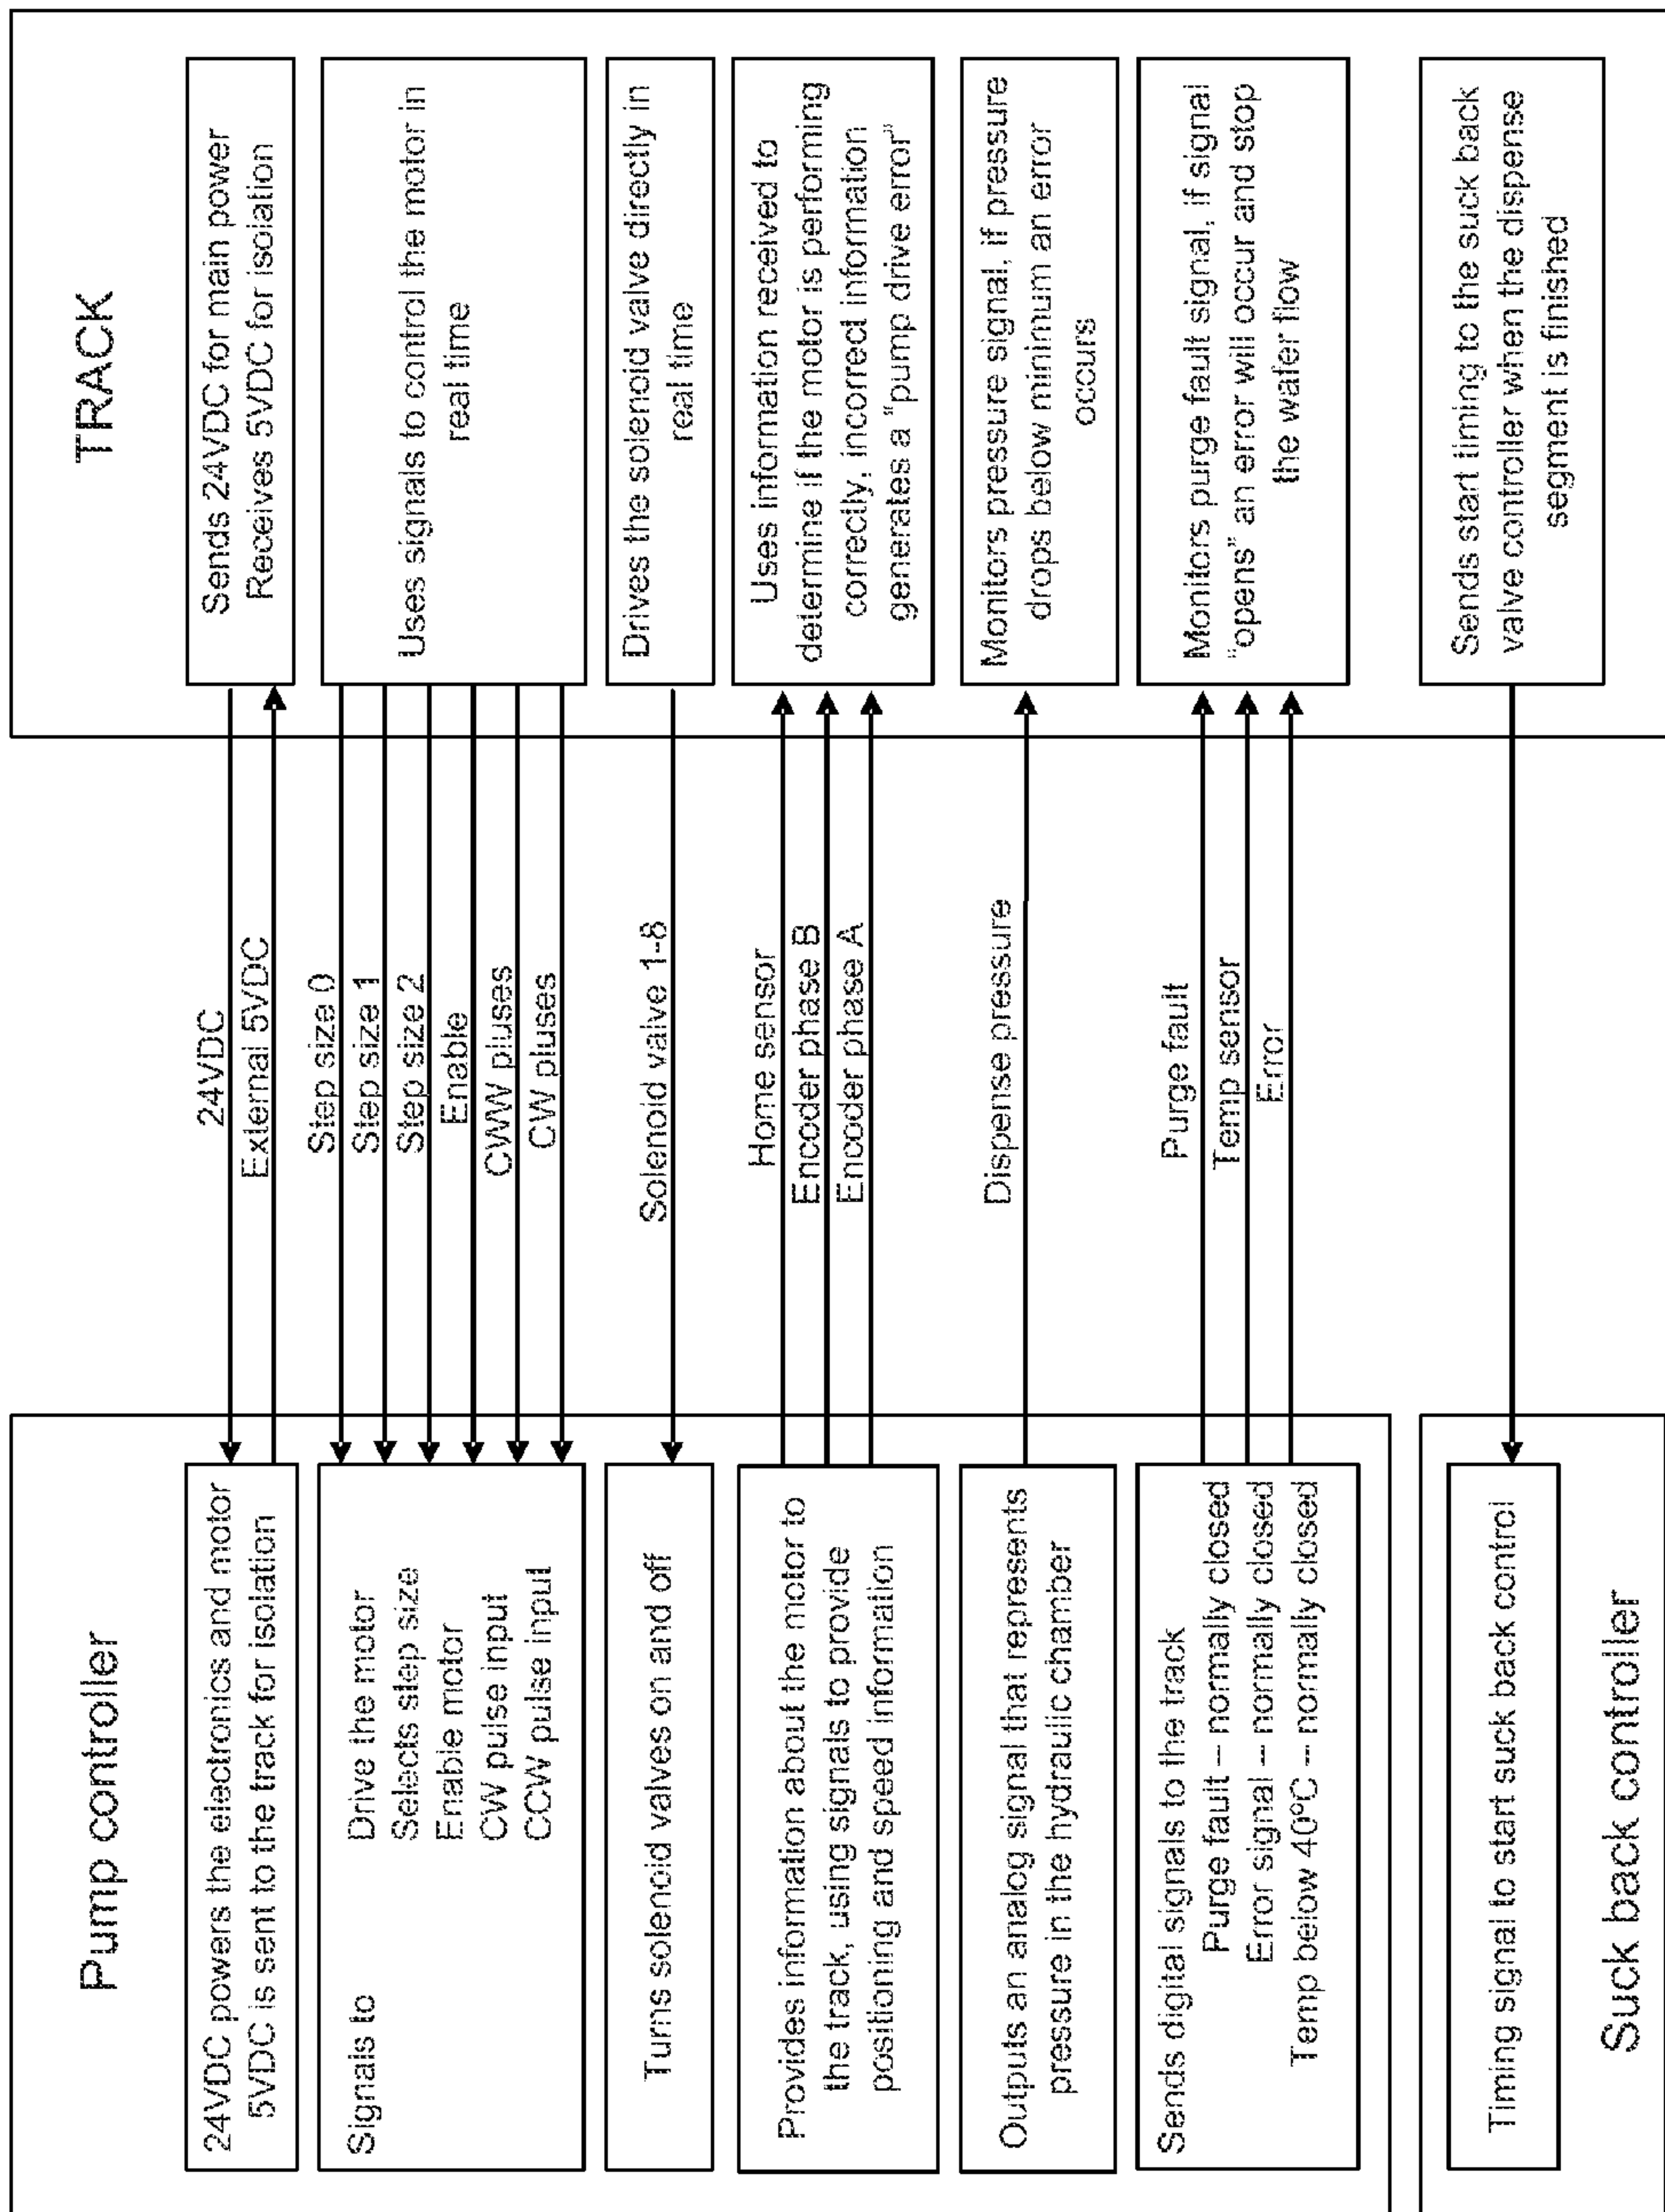 Pump controller
24VDC powers the electronics and motor
5VDC is sent to the track for isolation
Signals to
Drive the motor
Selects step size
Enable motor
CW pulse input
CCW pulse input
Turns solenoid valves on and off
Provides information about the motor to
the track, using signals to provide
positioning and speed information
Outputs an analog signal that represents
pressure in the hydraulic chamber
Sends digital signals to the track
Purge fault – normally closed
Error signal – normally closed
Temp below 40ºC – normally closed
Timing signal to start suck back control
Suck back controller
24VDC
External 5VDC
Step size 0
Step size 1
Step size 2
Enable
CWW pluses
CW pluses
Solenoid valve 1-8
Home sensor
Encoder phase B
Encoder phase A
Dispense pressure
Purge fault
Temp sensor
Error
TRACK
Sends 24VDC for main power
Receives 5VDC for isolation
Uses signals to control the motor in
real time
Drives the solenoid valve directly in
real time
Uses information received to
determine if the motor is performing
correctly, incorrect information
generates a “pump drive error”
Monitors pressure signal, if pressure
drops below minimum an error
occurs
Monitors purge fault signal, if signal
“opens” an error will occur and stop
the wafer flow
Sends start timing to the suck back
valve controller when the dispense
segment is finished